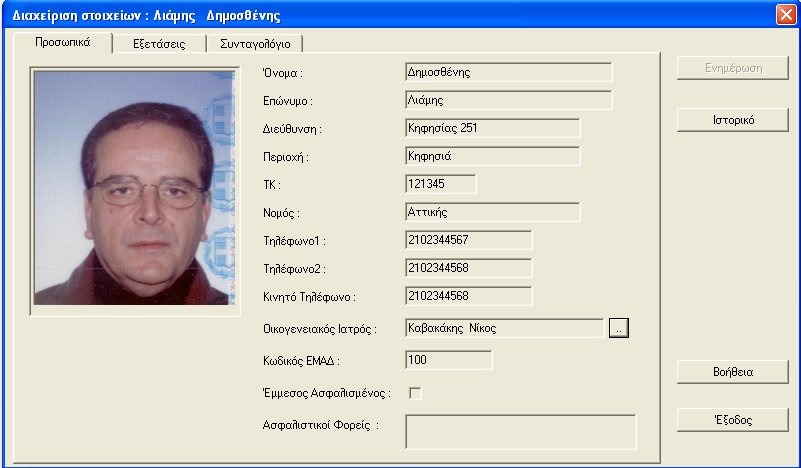 Διαχείριση στοιχείων : Λιάμης Δημοσθένης
Προσωπικά Εξετάσεις Συνταγολόγιο
Όνομα : Δημοσθένης
Ενημέρωση
Επώνυμο : Λιάμης
Ιστορικό
Διεύθυνση : Κηφησίας 251
Περιοχή : Κηφησιά
ΤΚ : 121345
Νομός : Αττικής
Τηλέφωνο1 : 2102344567
Τηλέφωνο2 : 2102344568
Κινητό Τηλέφωνο : 2102344568
Οικογενειακός Ιατρός : Καβακάκης Νίκος ..
Κωδικός ΕΜΑΔ : 100
Βοήθεια
Έμμεσος Ασφαλισμένος :
Ασφαλιστικοί Φορείς :
Έξοδος